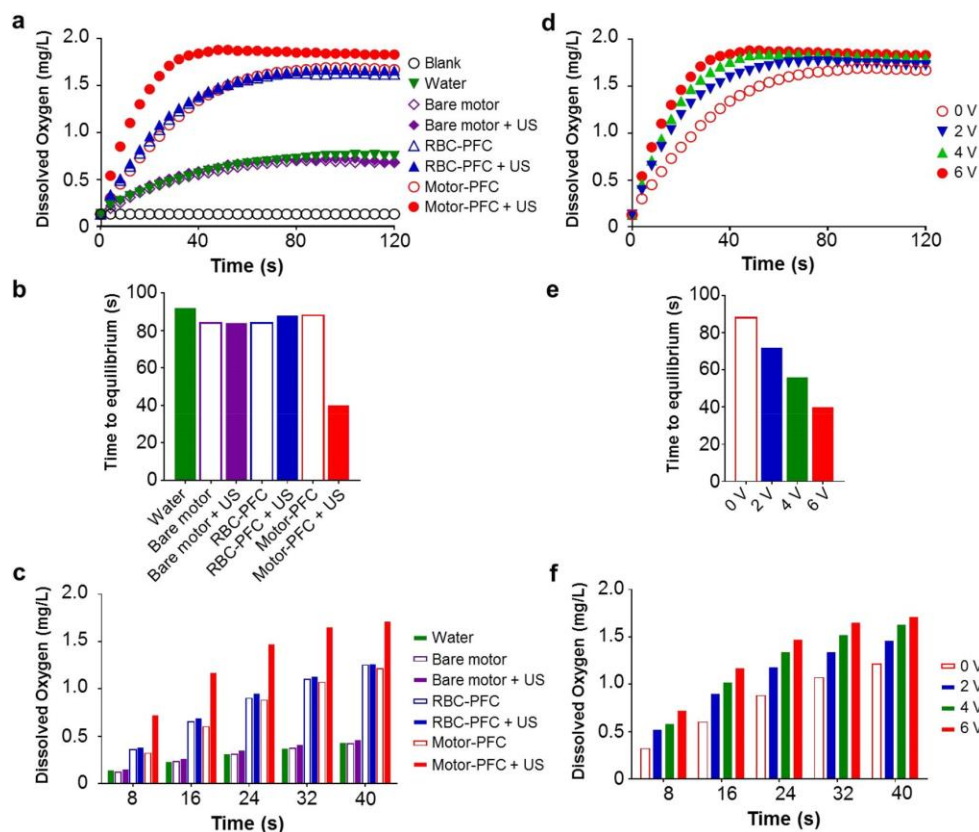 a
Dissolved Oxygen (mg/L)
2.0
1.5
1.0
0.5
0
0 40 80 120
Time (s)
Blank
Water
Bare motor
Bare motor + US
RBC-PFC
RBC-PFC + US
Motor-PFC
Motor-PFC + US
b
Time to equilibrium (s)
100
80
60
40
20
0
Water
Bare motor
Bare motor + US
RBC-PFC
RBC-PFC + US
Motor-PFC
Motor-PFC + US
c
Dissolved Oxygen (mg/L)
2.0
1.5
1.0
0.5
0
8 16 24 32 40
Time (s)
Water
Bare motor
Bare motor + US
RBC-PFC
RBC-PFC + US
Motor-PFC
Motor-PFC + US
d
Dissolved Oxygen (mg/L)
2.0
1.5
1.0
0.5
0
0 40 80 120
Time (s)
0 V
2 V
4 V
6 V
e
Time to equilibrium (s)
100
80
60
40
20
0
0 V
2 V
4 V
6 V
f
Dissolved Oxygen (mg/L)
2.0
1.5
1.0
0.5
0
8 16 24 32 40
Time (s)
0 V
2 V
4 V
6 V